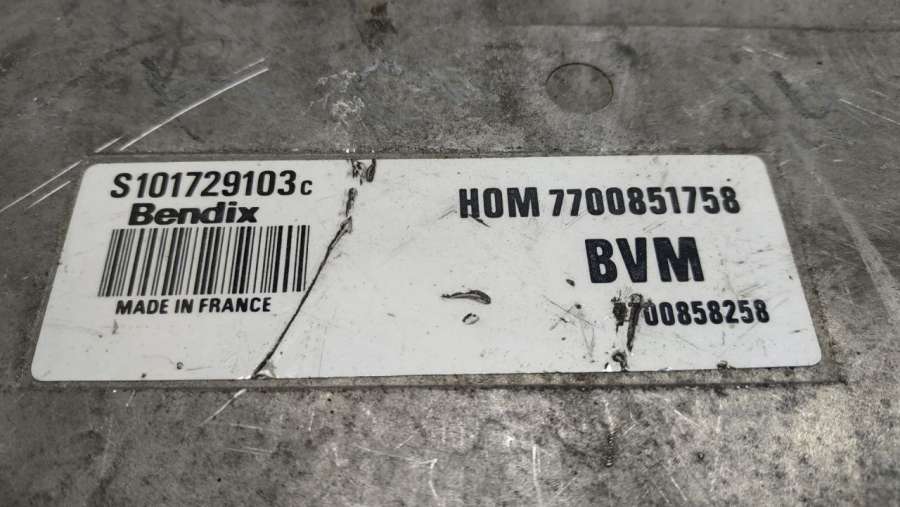 S101729103C
Bendix
MADE IN FRANCE
HOM 7700851758
BVM
7700858258